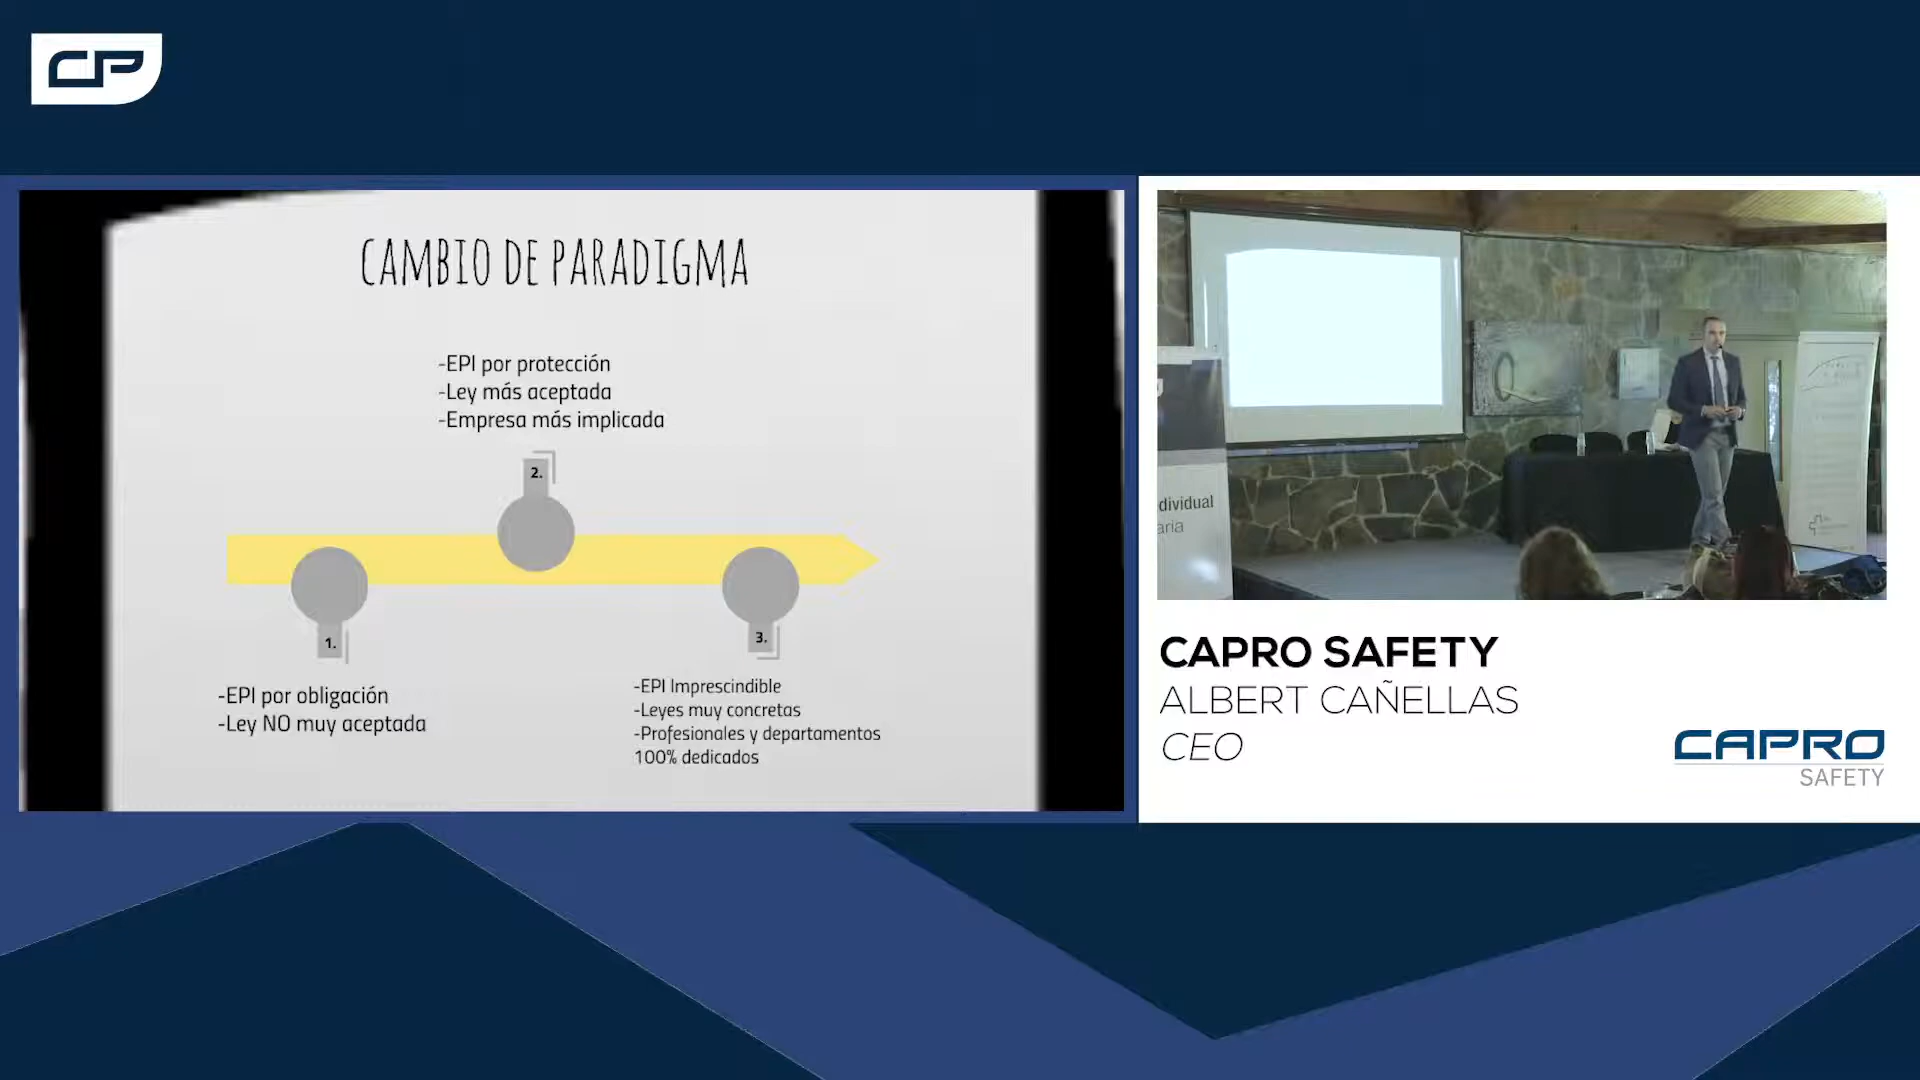 CP
CAMBIO DE PARADIGMA
-EPI por protección
-Ley más aceptada
-Empresa más implicada
2.
1.
3.
-EPI por obligación
-Ley NO muy aceptada
-EPI Imprescindible
-Leyes muy concretas
-Profesionales y departamentos
100% dedicados
dividual
aria
CAPRO SAFETY
ALBERT CAÑELLAS
CEO
CAPRO
SAFETY